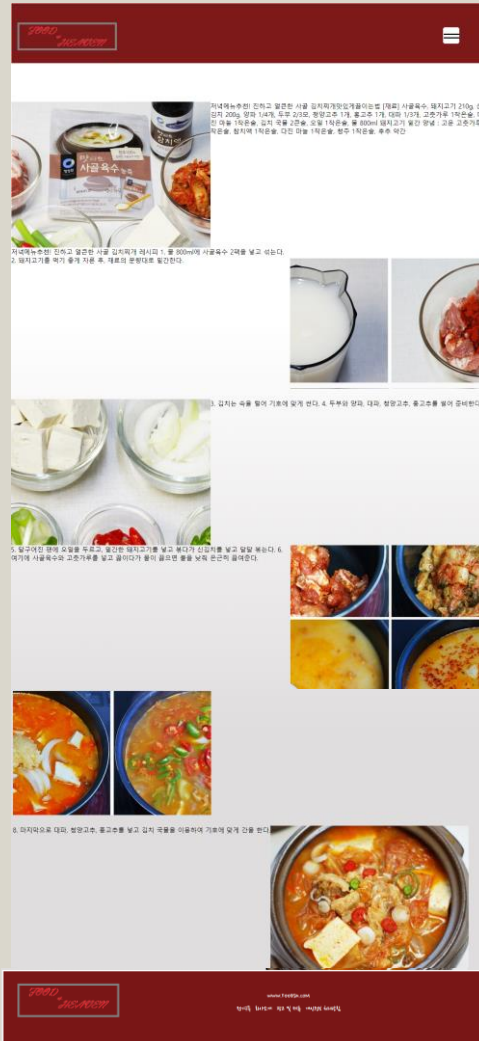 FOOD
HEAVEN
저녁메뉴추천! 진하고 얼큰한 사골 김치찌개맛있게끓이는법 [재료] 사골육수, 돼지고기 210g,
김치 200g, 양파 1/4개, 두부 2/3모, 청양고추 1개, 홍고추 1개, 대파 1/3개, 고춧가루 1작은술,
진 마늘 1작은술, 김치 국물 2큰술, 오일 1작은술, 물 800ml 돼지고기 밑간 양념 : 고운 고춧가루
작은술, 참치액 1작은술, 다진 마늘 1작은술, 청주 1작은술, 후추 약간
청정원
사골육수
저녁메뉴추천! 진하고 얼큰한 사골 김치찌개 레시피 1. 물 800ml에 사골육수 2팩을 넣고 섞는다.
2. 돼지고기를 먹기 좋게 자른 후, 재료의 분량대로 밑간한다.
3. 김치는 속을 털어 기호에 맞게 썬다. 4. 두부와 양파, 대파, 청양고추, 홍고추를 썰어 준비한다
5. 달구어진 팬에 오일을 두르고, 밑간한 돼지고기를 넣고 볶다가 신김치를 넣고 달달 볶는다. 6.
여기에 사골육수와 고춧가루를 넣고 끓이다가 물이 끓으면 불을 낮춰 은근히 끓여준다.
8. 마지막으로 대파, 청양고추, 홍고추를 넣고 김치 국물을 이용하여 기호에 맞게 간을 한다.
FOOD
HEAVEN